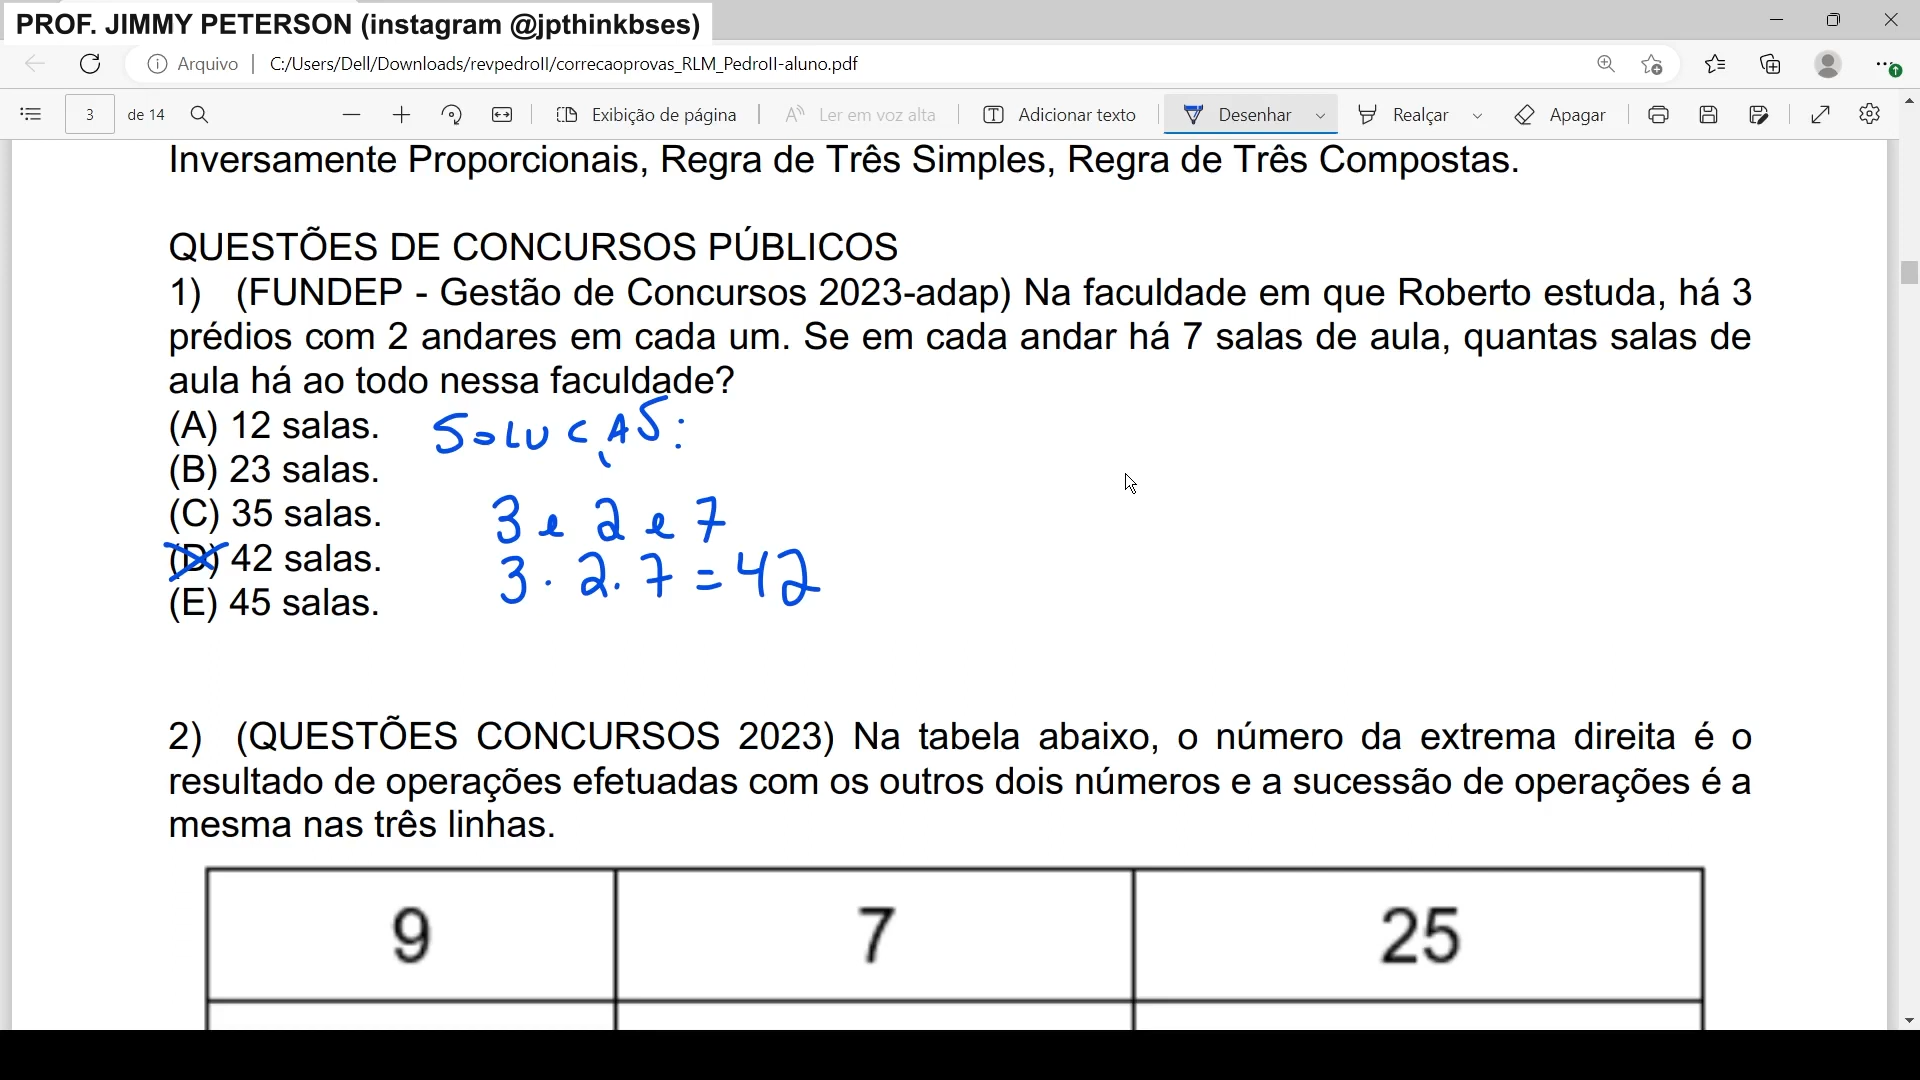 PROF. JIMMY PETERSON (instagram @jpthinkbses)
Arquivo | C:/Users/Dell/Downloads/revpedroII/correcaoprovas_RLM_PedroII-aluno.pdf
3 de 14 Exibição de página Ler em voz alta Adicionar texto Desenhar Realçar Apagar
Inversamente Proporcionais, Regra de Três Simples, Regra de Três Compostas.
QUESTÕES DE CONCURSOS PÚBLICOS
1) (FUNDEP - Gestão de Concursos 2023-adap) Na faculdade em que Roberto estuda, há 3
prédios com 2 andares em cada um. Se em cada andar há 7 salas de aula, quantas salas de
aula há ao todo nessa faculdade?
(A) 12 salas.
SOLUÇÃO:
(B) 23 salas.
(C) 35 salas.
3 e 2 e 7
(D) 42 salas.
3 . 2 . 7 = 42
(E) 45 salas.
2) (QUESTÕES CONCURSOS 2023) Na tabela abaixo, o número da extrema direita é o
resultado de operações efetuadas com os outros dois números e a sucessão de operações é a
mesma nas três linhas.
9 7 25